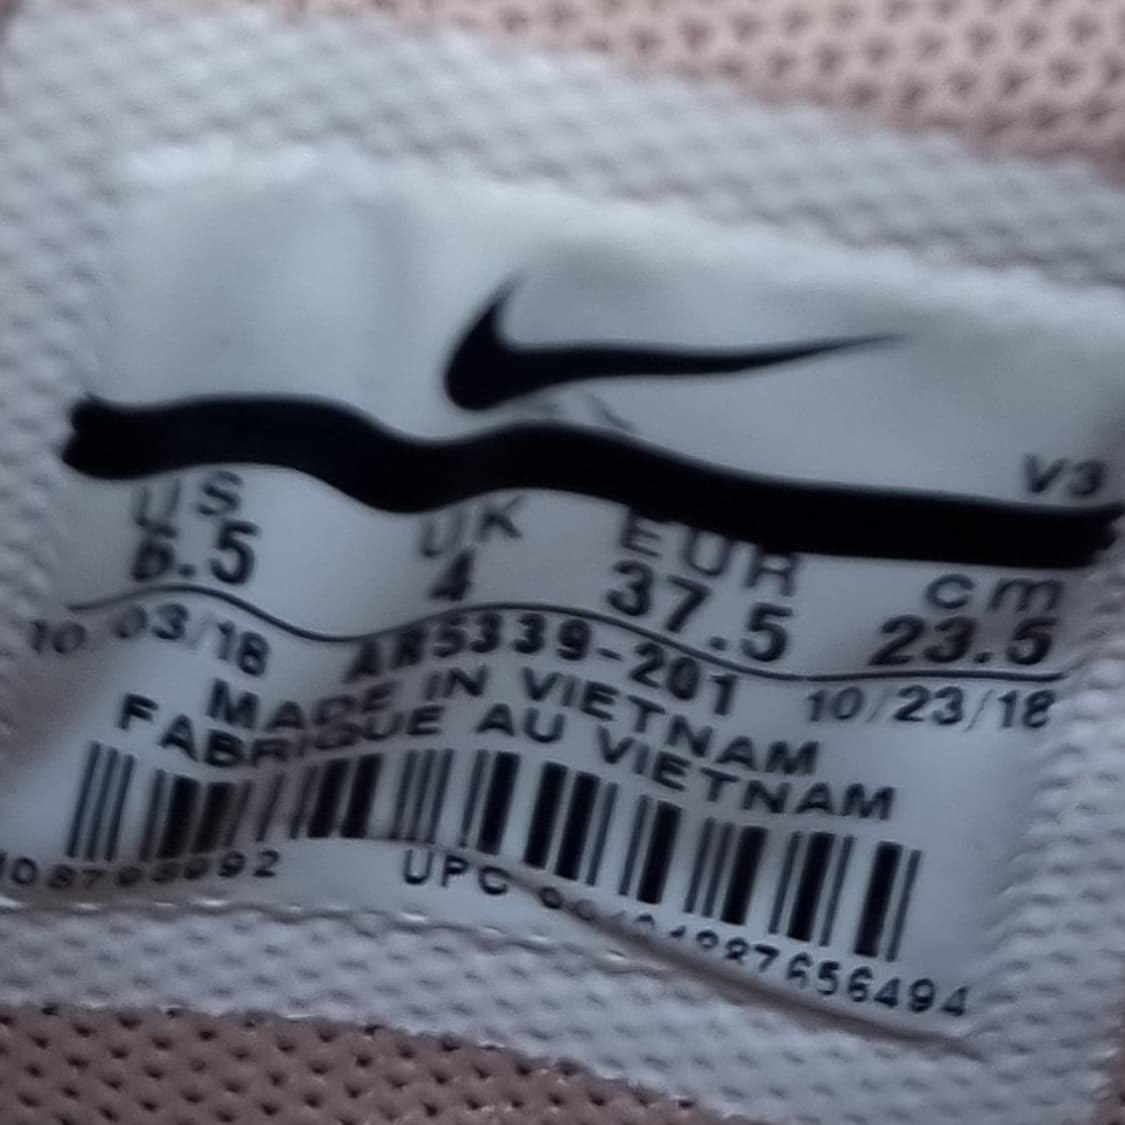 V3
US UK EUR cm
6.5 4 37.5 23.5
10/03/18 AR5339-201 10/23/18
MADE IN VIETNAM
FABRIQUE AU VIETNAM
UPC